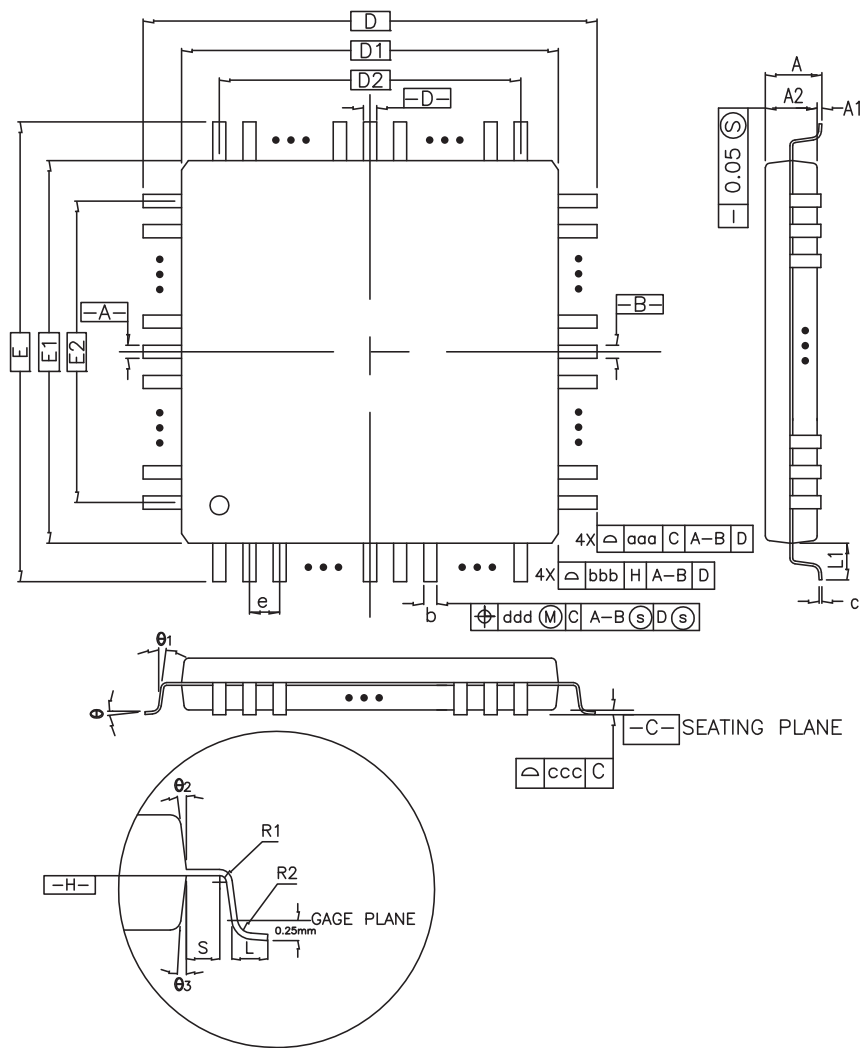 D
D1
D2
-D-
A
A2
A1
- 0.05 S
-A-
-B-
E
E1
E2
4X aaa C A-B D
4X bbb H A-B D
L1
e
b
ddd M C A-B S D S
c
θ1
θ
-C- SEATING PLANE
ccc C
θ2
R1
-H-
R2
GAGE PLANE
0.25mm
S
L
θ3